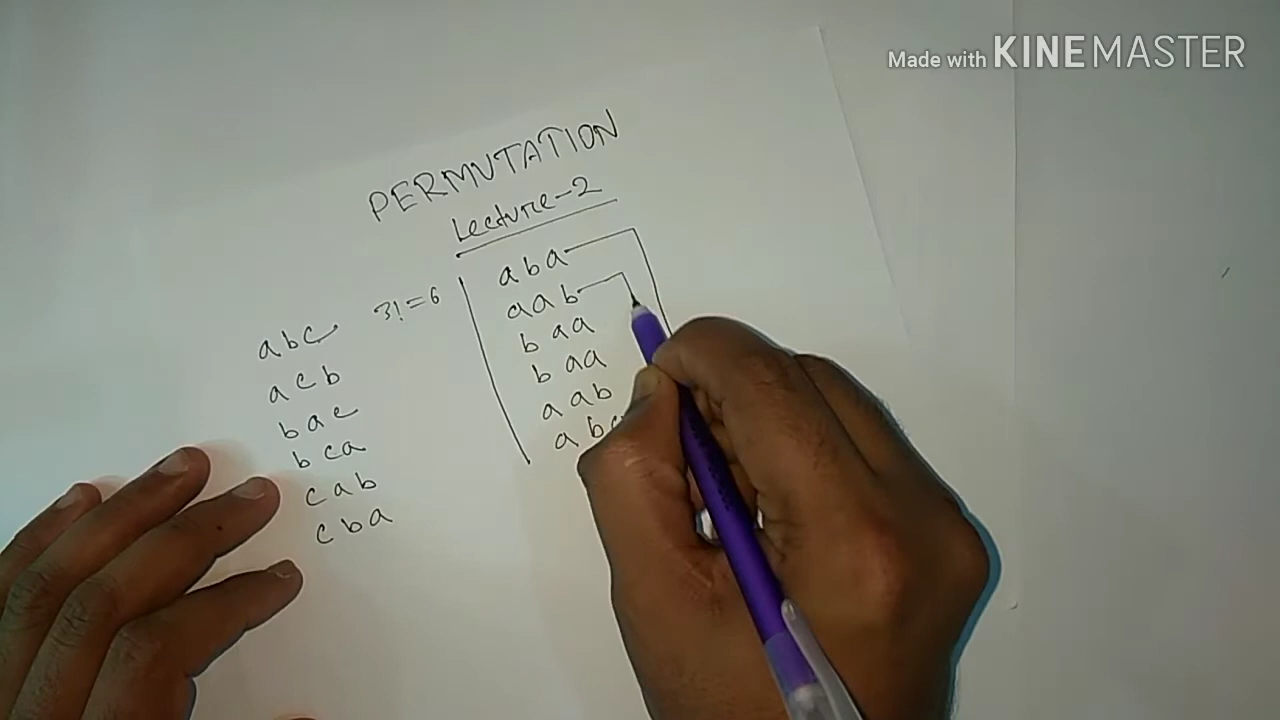 Made with KINEMASTER
PERMUTATION
Lecture-2
abc 3!=6
acb
bac
bca
cab
cba
aba
aab
baa
baa
aab
ab